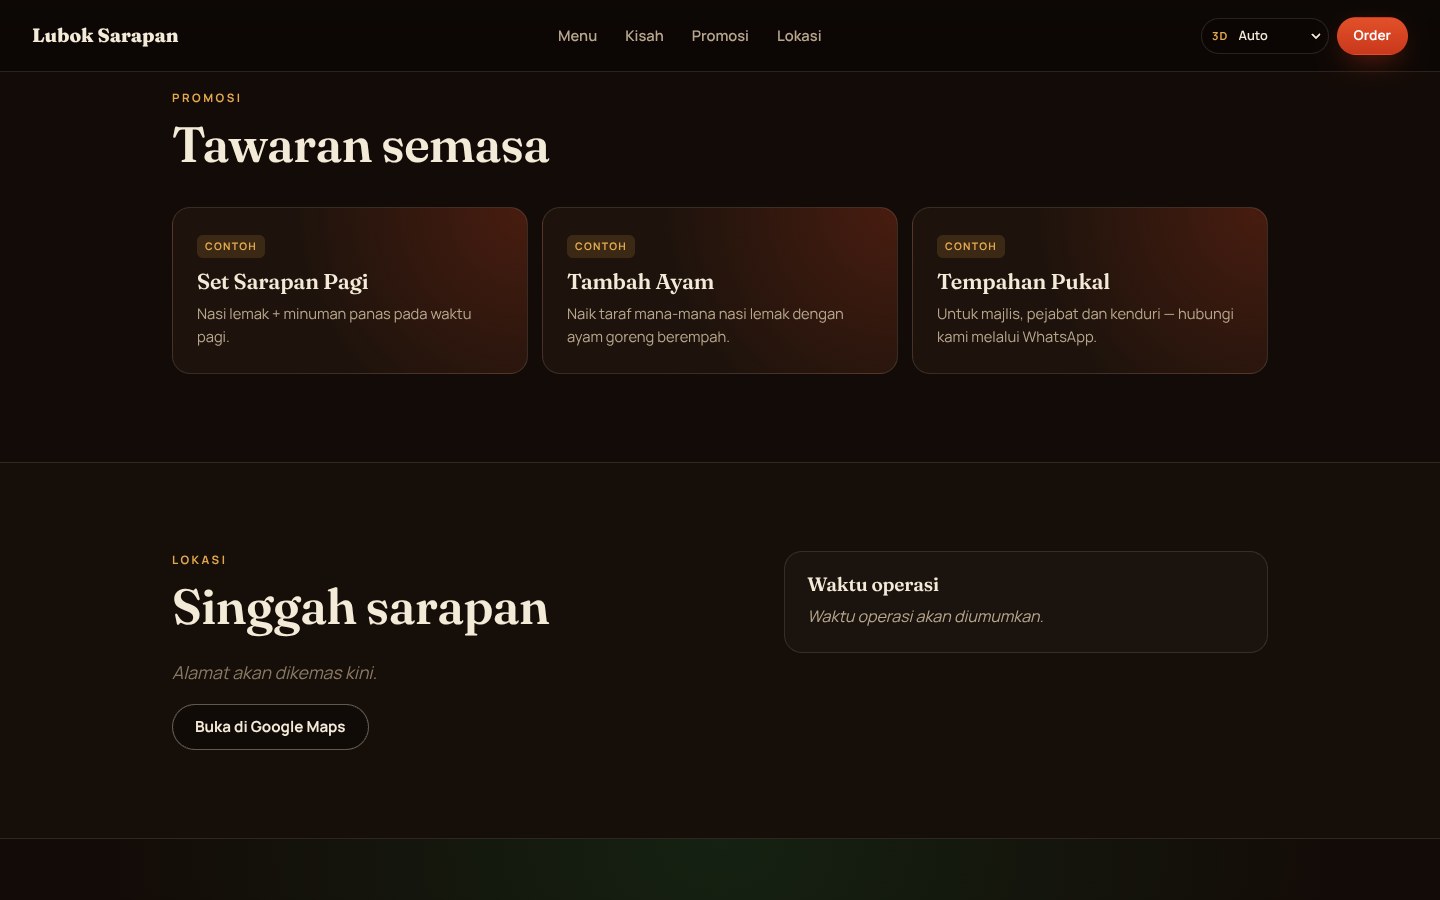 Lubok Sarapan
Menu
Kisah
Promosi
Lokasi
3D
Auto
Order
PROMOSI
Tawaran semasa
CONTOH
Set Sarapan Pagi
Nasi lemak + minuman panas pada waktu
pagi.
CONTOH
Tambah Ayam
Naik taraf mana-mana nasi lemak dengan
ayam goreng berempah.
CONTOH
Tempahan Pukal
Untuk majlis, pejabat dan kenduri — hubungi
kami melalui WhatsApp.
LOKASI
Singgah sarapan
Alamat akan dikemas kini.
Buka di Google Maps
Waktu operasi
Waktu operasi akan diumumkan.